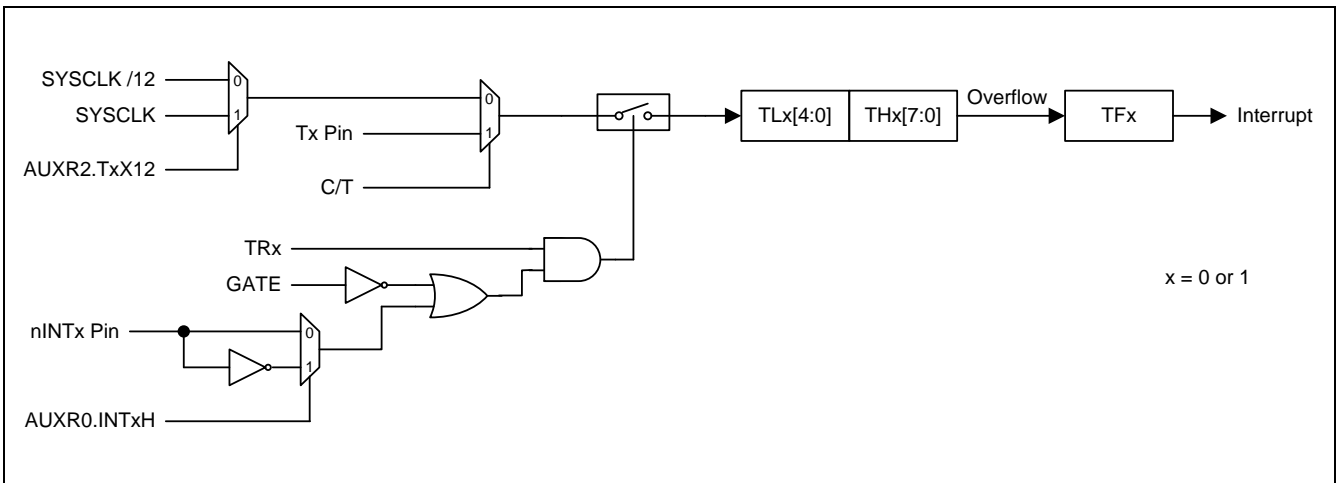 SYSCLK /12
0
SYSCLK
1
AUXR2.TxX12
0
Tx Pin
1
C/T
TLx[4:0]
THx[7:0]
Overflow
TFx
Interrupt
TRx
GATE
x = 0 or 1
nINTx Pin
0
1
AUXR0.INTxH